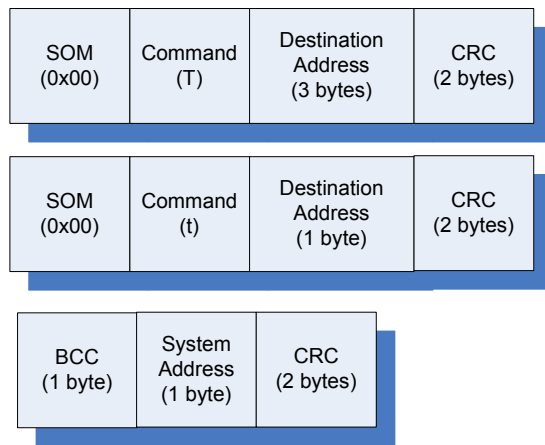 SOM
(0x00)
Command
(T)
Destination
Address
(3 bytes)
CRC
(2 bytes)
SOM
(0x00)
Command
(t)
Destination
Address
(1 byte)
CRC
(2 bytes)
BCC
(1 byte)
System
Address
(1 byte)
CRC
(2 bytes)